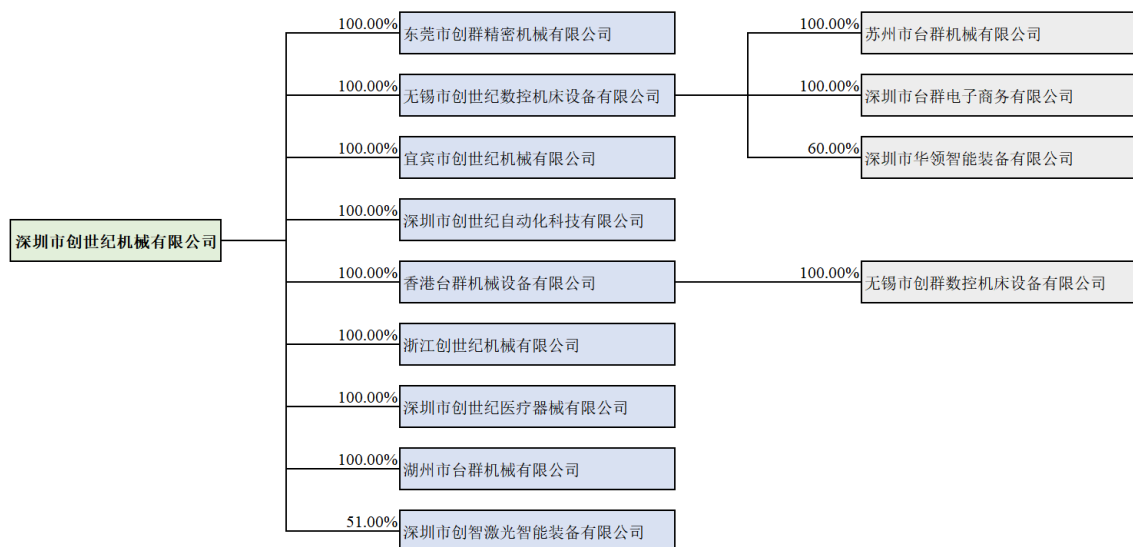 100.00%
东莞市创群精密机械有限公司
100.00%
苏州市台群机械有限公司
100.00%
无锡市创世纪数控机床设备有限公司
100.00%
深圳市台群电子商务有限公司
100.00%
宜宾市创世纪机械有限公司
60.00%
深圳市华领智能装备有限公司
100.00%
深圳市创世纪自动化科技有限公司
深圳市创世纪机械有限公司
100.00%
香港台群机械设备有限公司
100.00%
无锡市创群数控机床设备有限公司
100.00%
浙江创世纪机械有限公司
100.00%
深圳市创世纪医疗器械有限公司
100.00%
湖州市台群机械有限公司
51.00%
深圳市创智激光智能装备有限公司